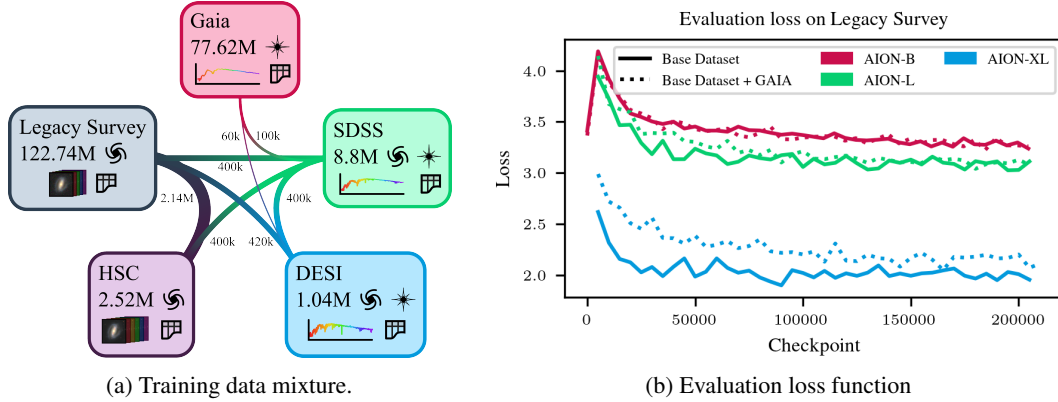 Gaia
77.62M
Legacy Survey
122.74M
SDSS
8.8M
60k
100k
400k
2.14M
400k
400k
420k
HSC
2.52M
DESI
1.04M
(a) Training data mixture.
Evaluation loss on Legacy Survey
Base Dataset
Base Dataset + GAIA
AION-B
AION-L
AION-XL
Loss
4.0
3.5
3.0
2.5
2.0
0
50000
100000
150000
200000
Checkpoint
(b) Evaluation loss function